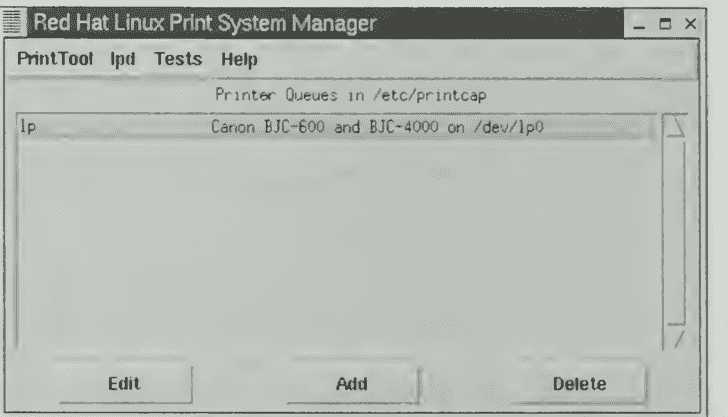 Red Hat Linux Print System Manager
PrintTool lpd Tests Help
Printer Queues in /etc/printcap
lp Canon BJC-600 and BJC-4000 on /dev/lp0
Edit Add Delete